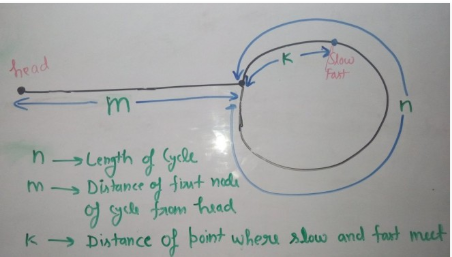 head
K
Slow
Fast
m
n
n → Length of Cycle
m → Distance of first node
of cycle from head
K → Distance of point where slow and fast meet